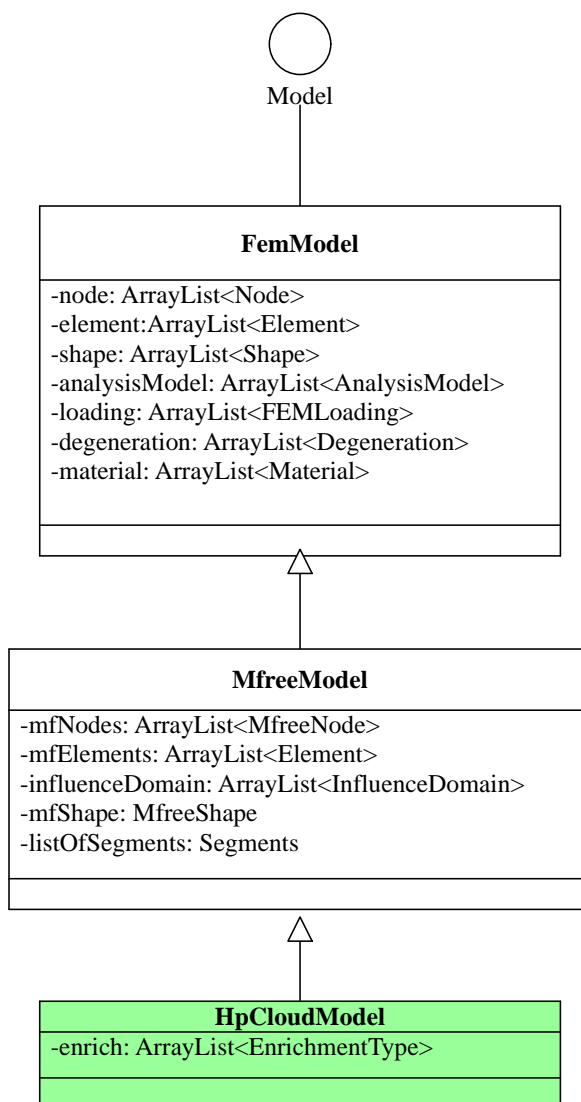 Model
FemModel
-node: ArrayList<Node>
-element:ArrayList<Element>
-shape: ArrayList<Shape>
-analysisModel: ArrayList<AnalysisModel>
-loading: ArrayList<FEMLoading>
-degeneration: ArrayList<Degeneration>
-material: ArrayList<Material>
MfreeModel
-mfNodes: ArrayList<MfreeNode>
-mfElements: ArrayList<Element>
-influenceDomain: ArrayList<InfluenceDomain>
-mfShape: MfreeShape
-listOfSegments: Segments
HpCloudModel
-enrich: ArrayList<EnrichmentType>